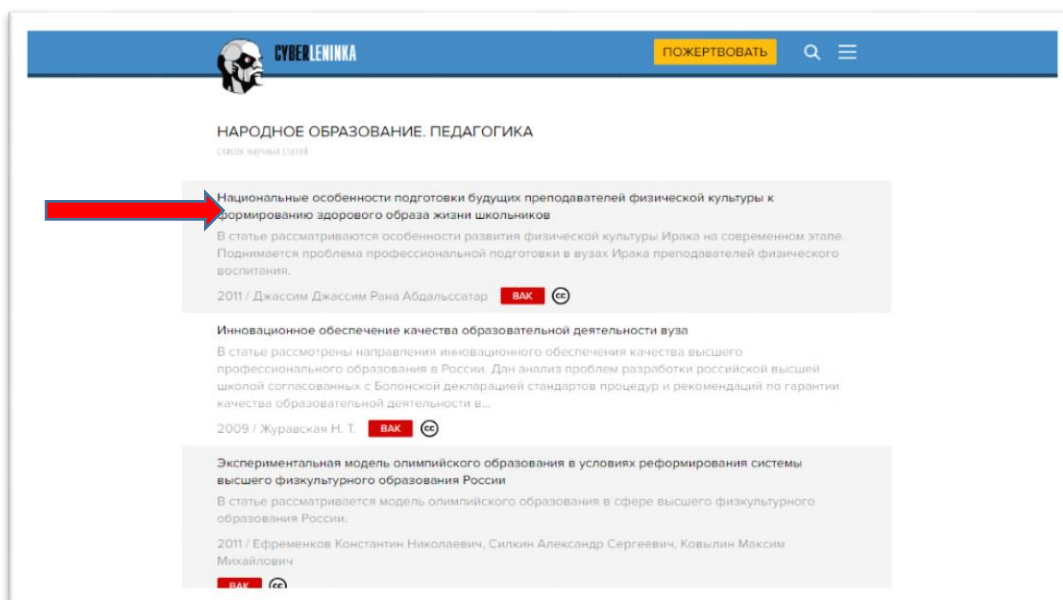 CYBERLENINKA
ПОЖЕРТВОВАТЬ
НАРОДНОЕ ОБРАЗОВАНИЕ. ПЕДАГОГИКА
список научных статей
Национальные особенности подготовки будущих преподавателей физической культуры к
формированию здорового образа жизни школьников
В статье рассматриваются особенности развития физической культуры Ирака на современном этапе.
Поднимается проблема профессиональной подготовки в вузах Ирака преподавателей физического
воспитания.
2011 / Джассим Джассим Рана Абдальссатар ВАК cc
Инновационное обеспечение качества образовательной деятельности вуза
В статье рассмотрены направления инновационного обеспечения качества высшего
профессионального образования в России. Дан анализ проблем разработки российской высшей
школой согласованных с Болонской декларацией стандартов процедур и рекомендаций по гарантии
качества образовательной деятельности в...
2009 / Журавская Н. Т. ВАК cc
Экспериментальная модель олимпийского образования в условиях реформирования системы
высшего физкультурного образования России
В статье рассматривается модель олимпийского образования в сфере высшего физкультурного
образования России.
2011 / Ефременков Константин Николаевич, Силкин Александр Сергеевич, Ковылин Максим
Михайлович
ВАК cc